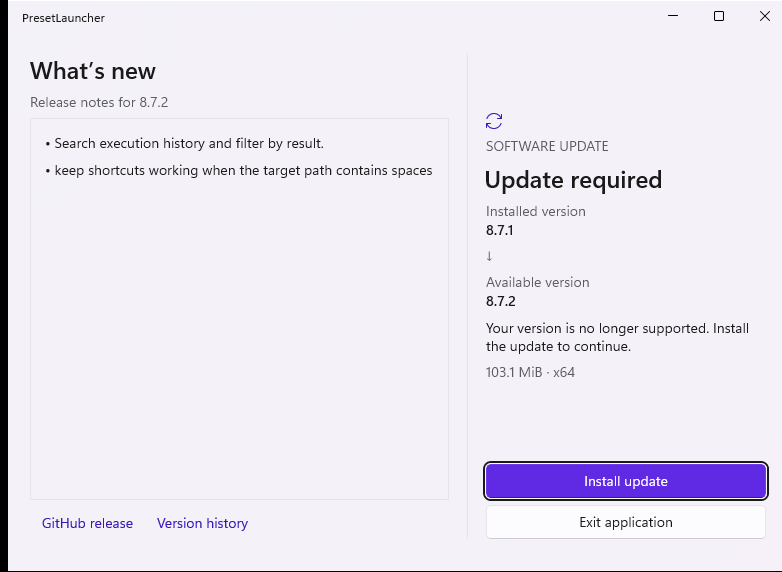 PresetLauncher
What's new
Release notes for 8.7.2
• Search execution history and filter by result.
• keep shortcuts working when the target path contains spaces
GitHub release
Version history
SOFTWARE UPDATE
Update required
Installed version
8.7.1
↓
Available version
8.7.2
Your version is no longer supported. Install
the update to continue.
103.1 MiB · x64
Install update
Exit application